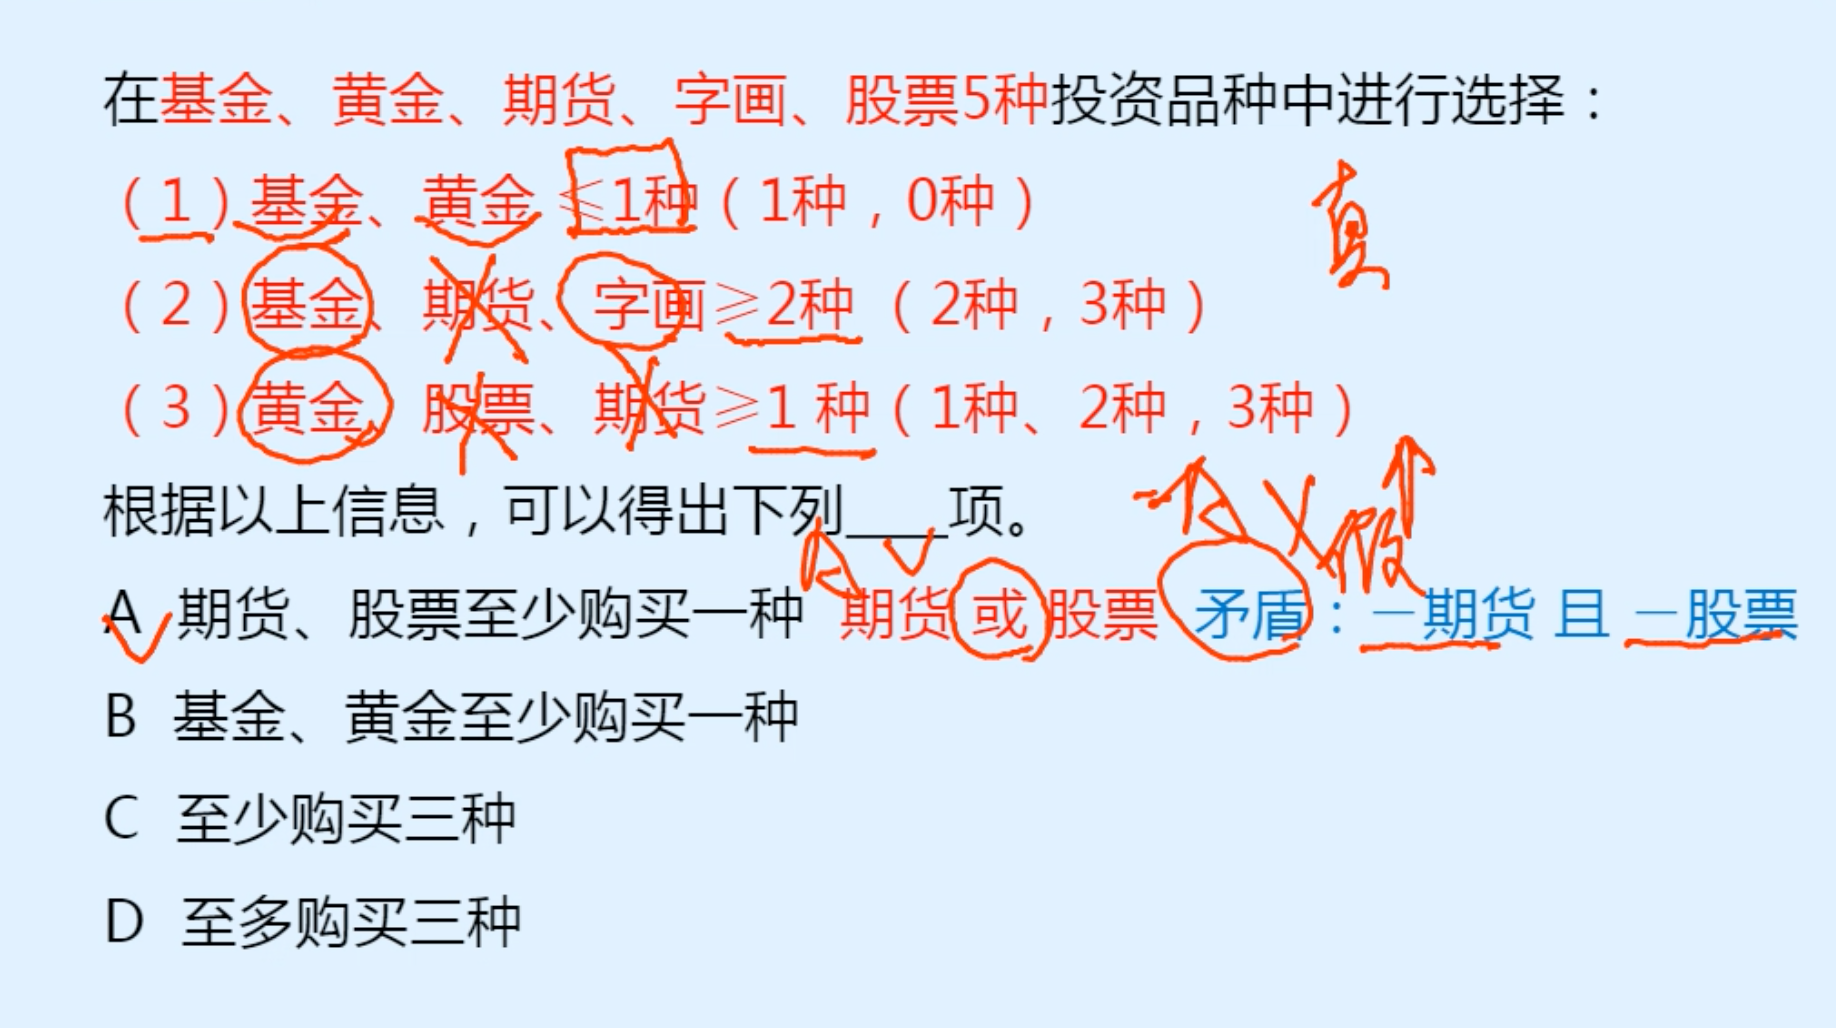 在基金、黄金、期货、字画、股票5种投资品种中进行选择：
（1）基金、黄金 ≤1种（1种，0种）
真
（2）基金、期货、字画≥2种（2种，3种）
（3）黄金、股票、期货≥1 种（1种、2种，3种）
根据以上信息，可以得出下列____项。
假
A 期货、股票至少购买一种 期货 或 股票 矛盾：－期货 且 －股票
B 基金、黄金至少购买一种
C 至少购买三种
D 至多购买三种